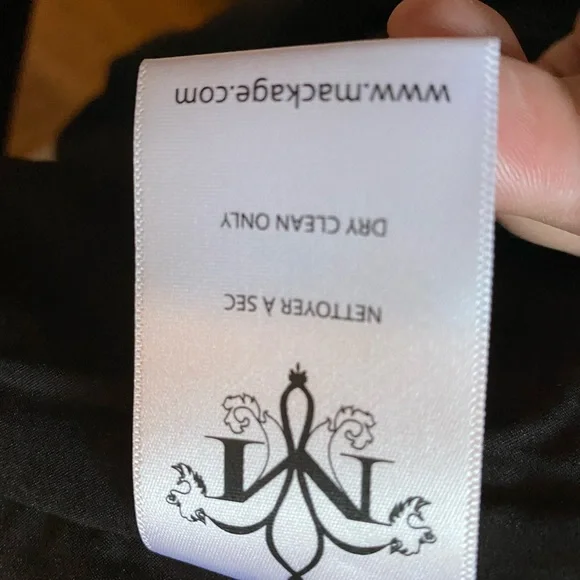 M
NETTOYER À SEC
DRY CLEAN ONLY
www.mackage.com